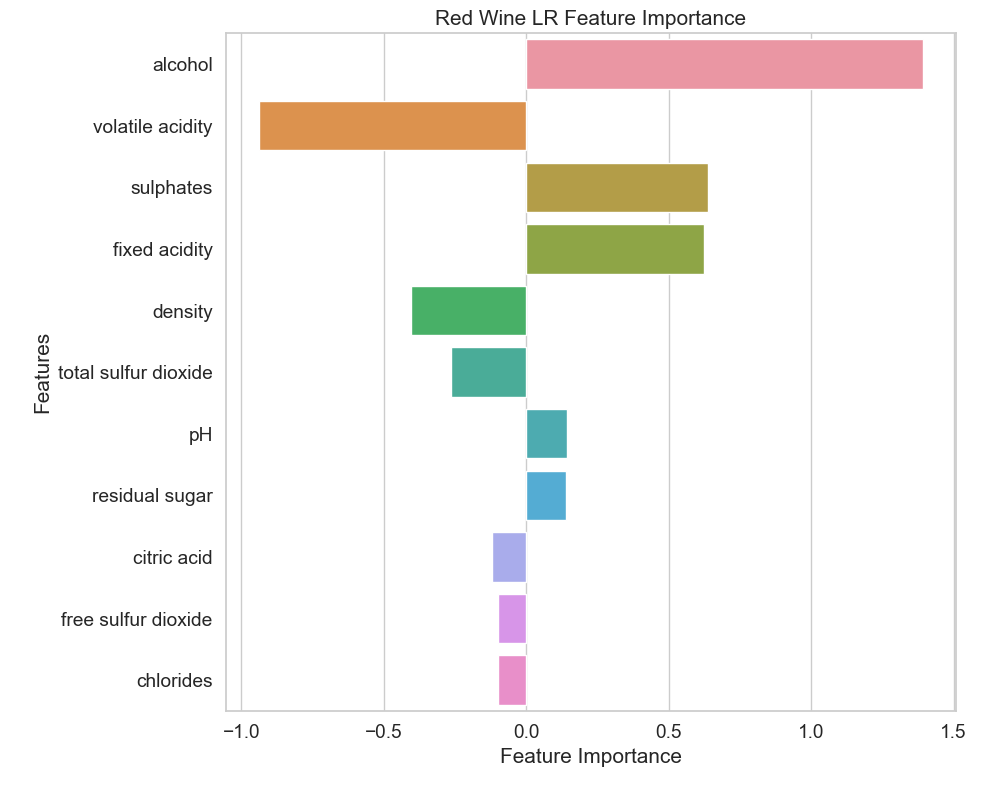 Red Wine LR Feature Importance
alcohol
volatile acidity
sulphates
fixed acidity
density
total sulfur dioxide
pH
residual sugar
citric acid
free sulfur dioxide
chlorides
Features
−1.0 −0.5 0.0 0.5 1.0 1.5
Feature Importance